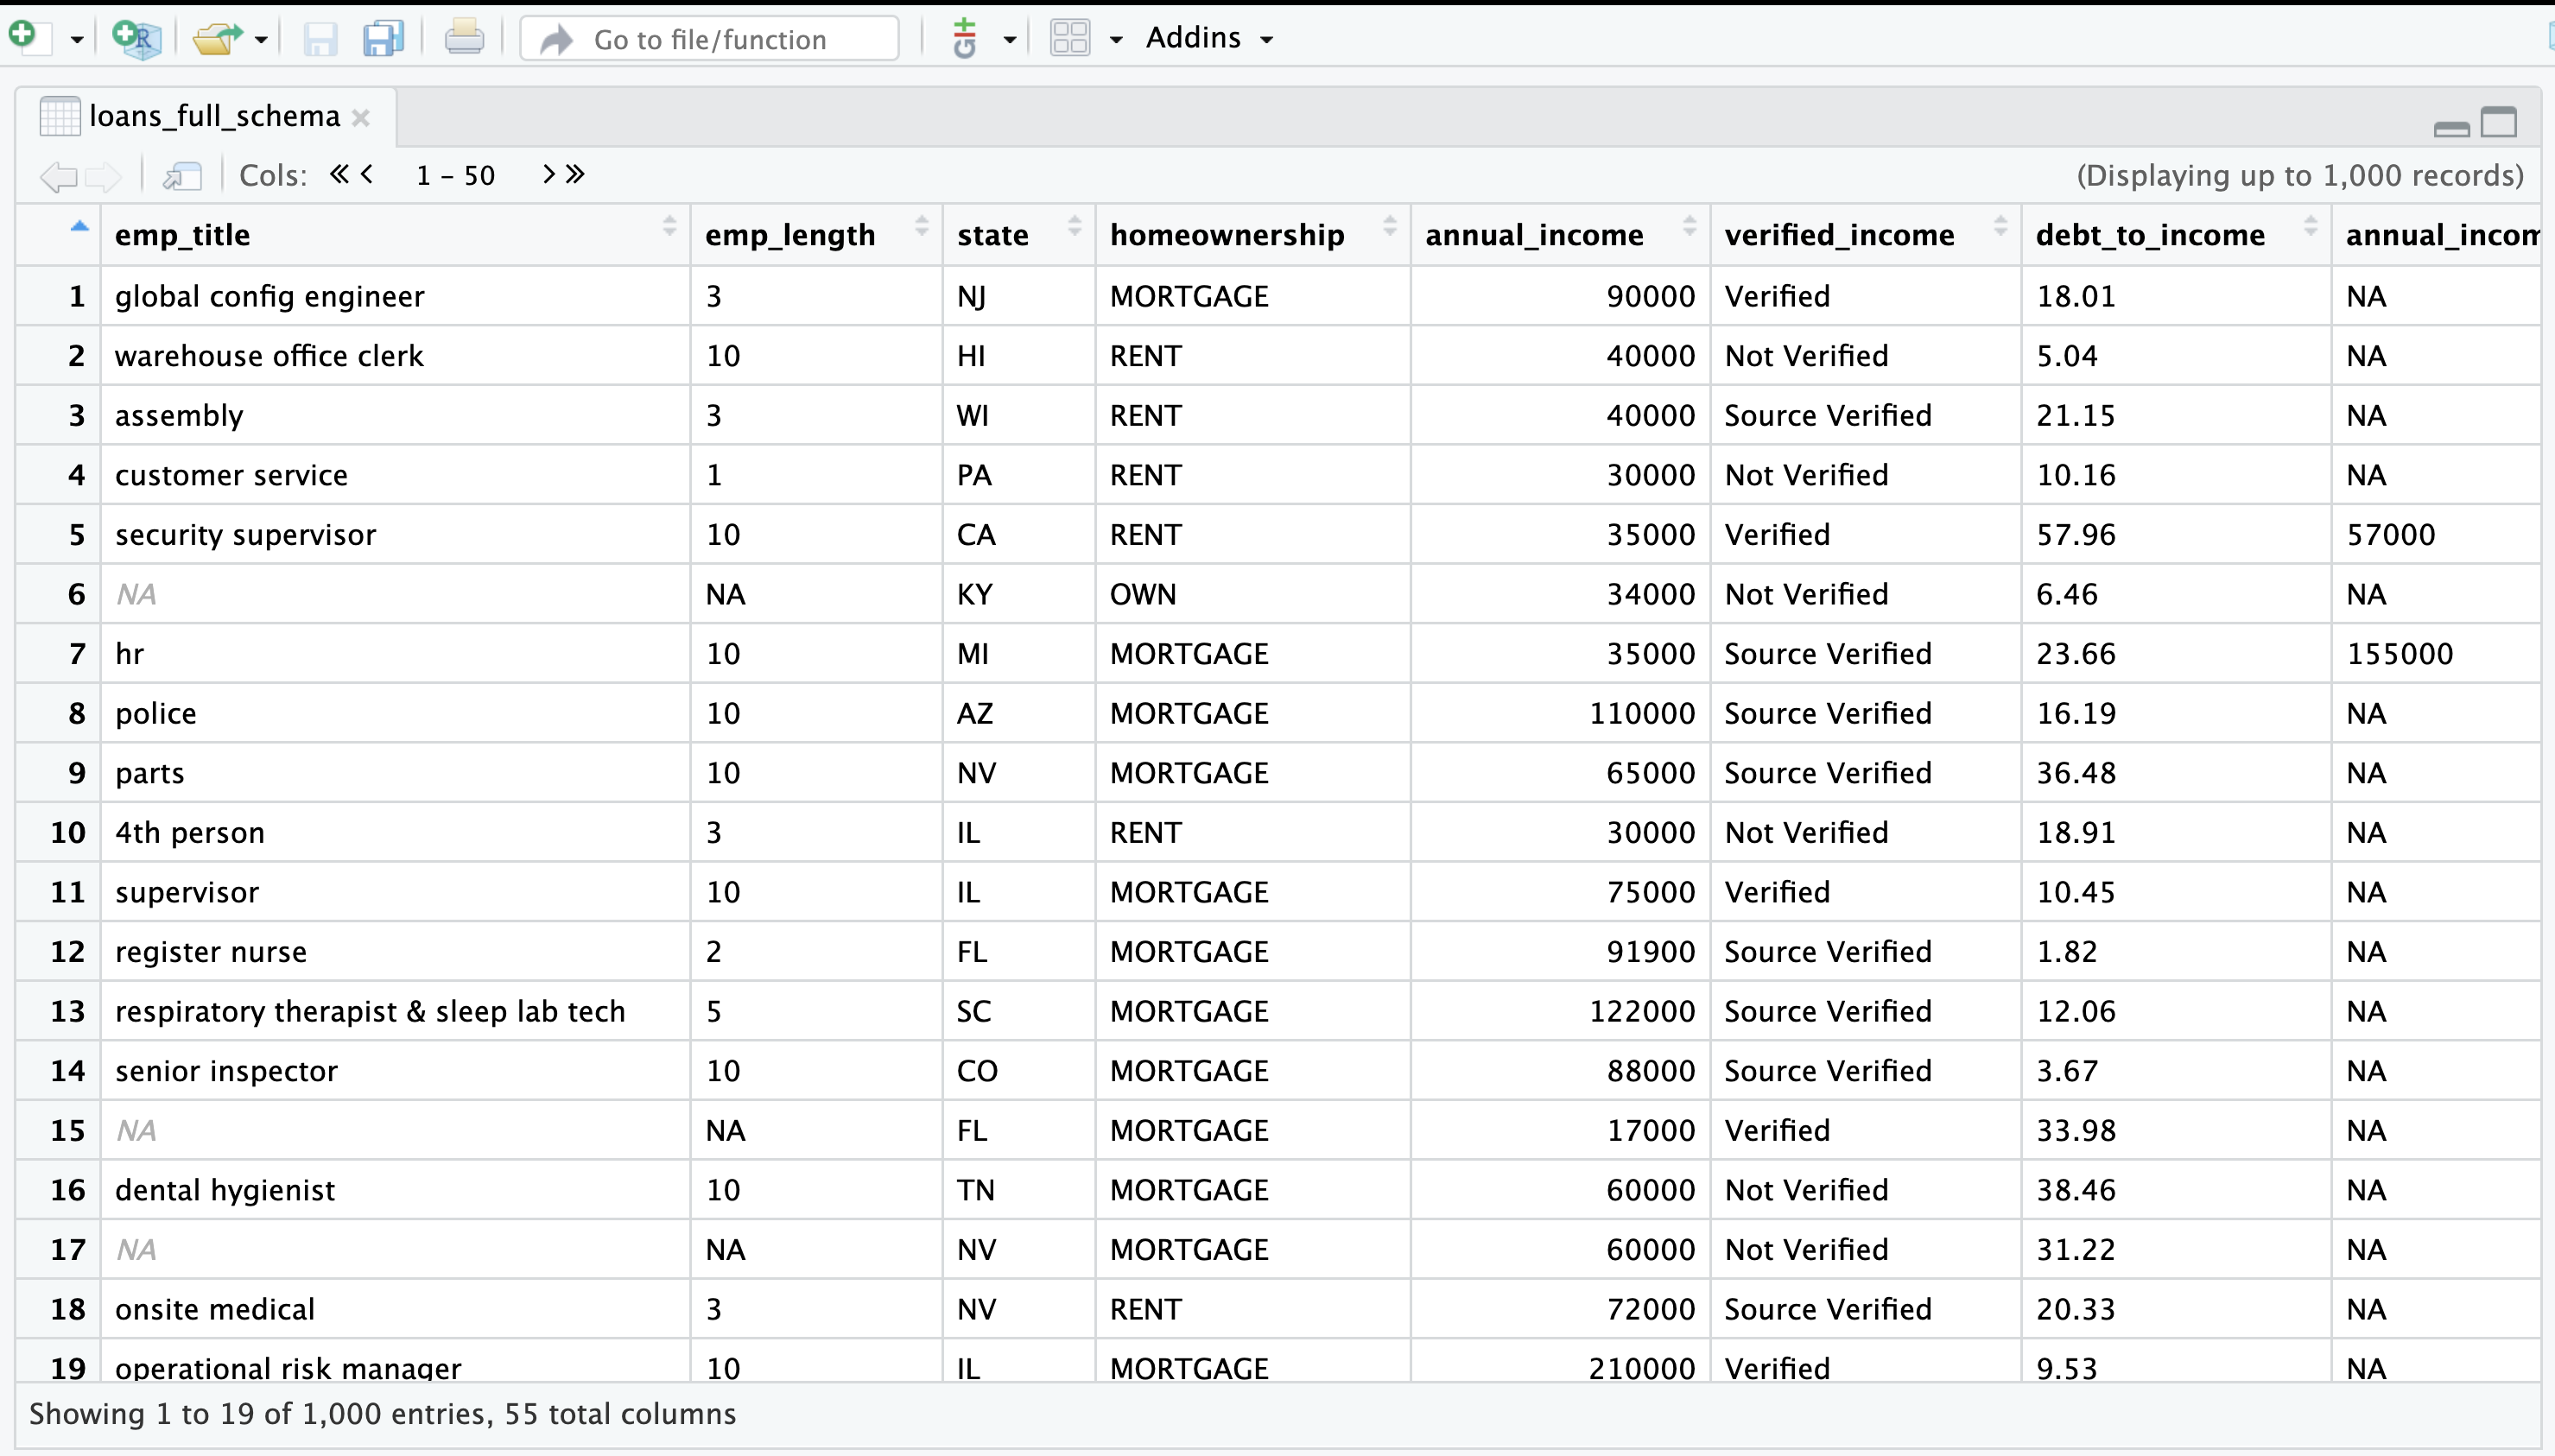 Go to file/function Addins
loans_full_schema
Cols: 1 - 50 (Displaying up to 1,000 records)
emp_title emp_length state homeownership annual_income verified_income debt_to_income annual_incom
1 global config engineer 3 NJ MORTGAGE 90000 Verified 18.01 NA
2 warehouse office clerk 10 HI RENT 40000 Not Verified 5.04 NA
3 assembly 3 WI RENT 40000 Source Verified 21.15 NA
4 customer service 1 PA RENT 30000 Not Verified 10.16 NA
5 security supervisor 10 CA RENT 35000 Verified 57.96 57000
6 NA NA KY OWN 34000 Not Verified 6.46 NA
7 hr 10 MI MORTGAGE 35000 Source Verified 23.66 155000
8 police 10 AZ MORTGAGE 110000 Source Verified 16.19 NA
9 parts 10 NV MORTGAGE 65000 Source Verified 36.48 NA
10 4th person 3 IL RENT 30000 Not Verified 18.91 NA
11 supervisor 10 IL MORTGAGE 75000 Verified 10.45 NA
12 register nurse 2 FL MORTGAGE 91900 Source Verified 1.82 NA
13 respiratory therapist & sleep lab tech 5 SC MORTGAGE 122000 Source Verified 12.06 NA
14 senior inspector 10 CO MORTGAGE 88000 Source Verified 3.67 NA
15 NA NA FL MORTGAGE 17000 Verified 33.98 NA
16 dental hygienist 10 TN MORTGAGE 60000 Not Verified 38.46 NA
17 NA NA NV MORTGAGE 60000 Not Verified 31.22 NA
18 onsite medical 3 NV RENT 72000 Source Verified 20.33 NA
19 operational risk manager 10 IL MORTGAGE 210000 Verified 9.53 NA
Showing 1 to 19 of 1,000 entries, 55 total columns